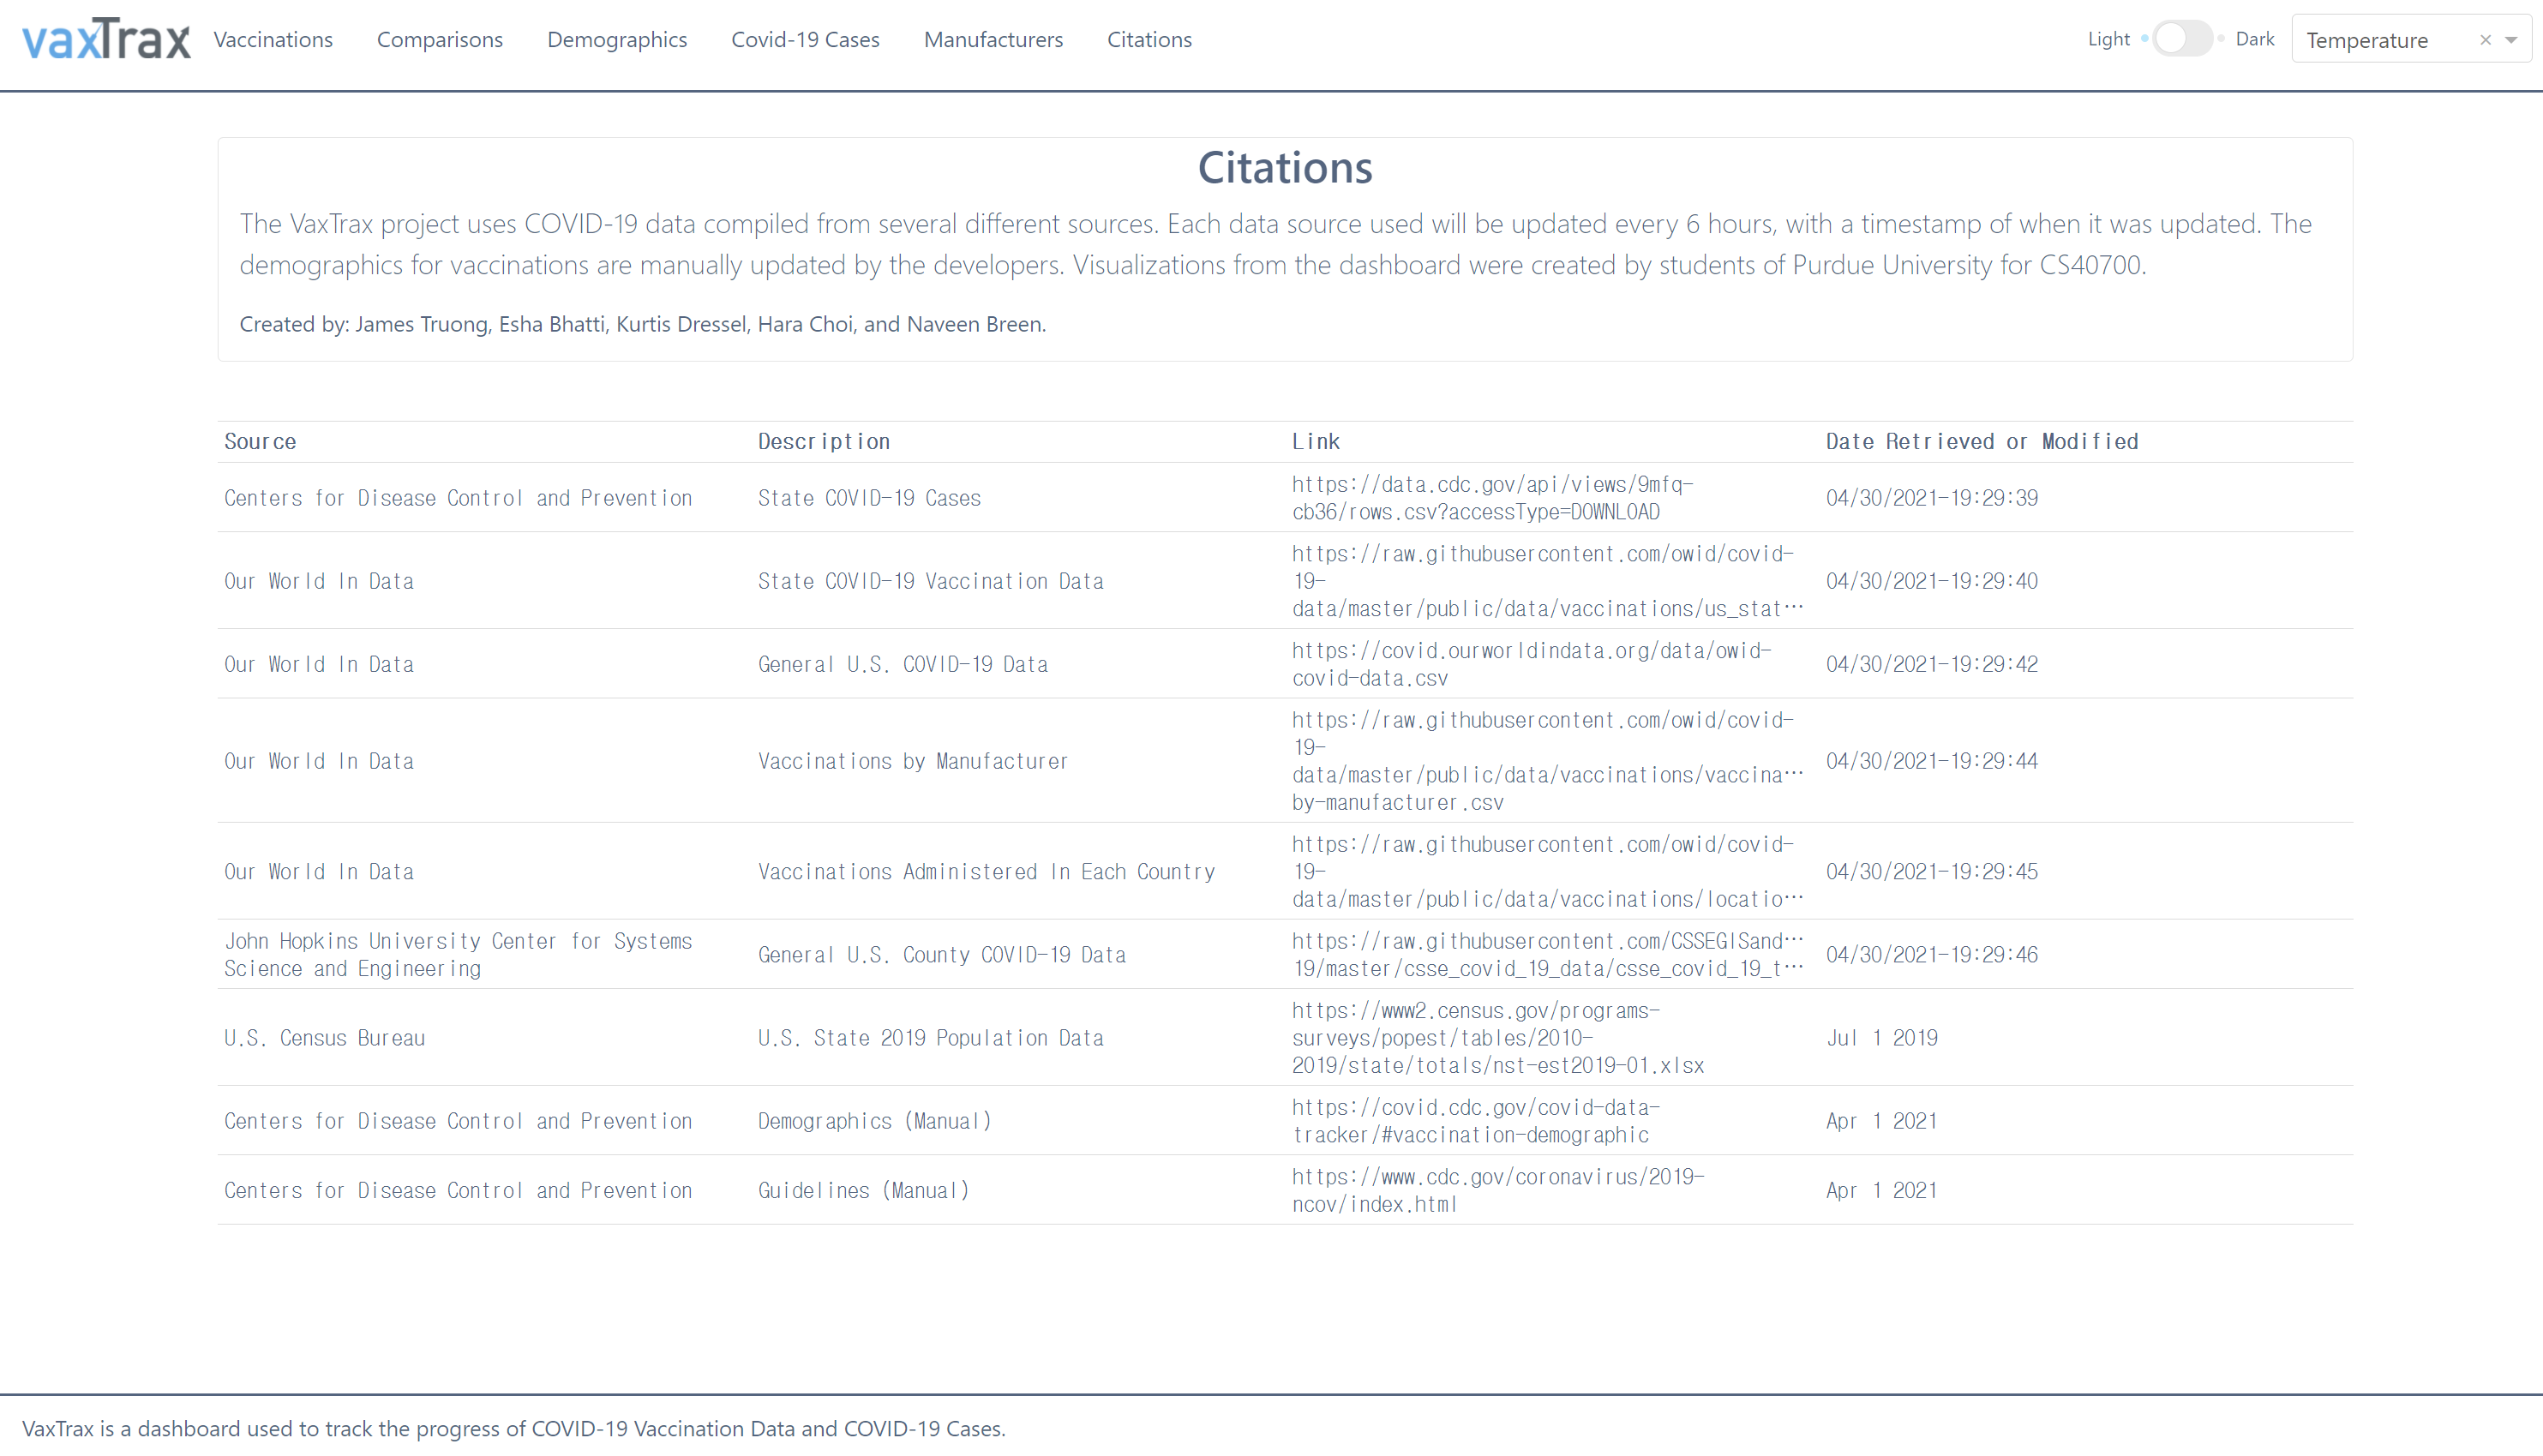 vaxTrax Vaccinations Comparisons Demographics Covid-19 Cases Manufacturers Citations Light Dark Temperature × 
Citations
The VaxTrax project uses COVID-19 data compiled from several different sources. Each data source used will be updated every 6 hours, with a timestamp of when it was updated. The
demographics for vaccinations are manually updated by the developers. Visualizations from the dashboard were created by students of Purdue University for CS40700.
Created by: James Truong, Esha Bhatti, Kurtis Dressel, Hara Choi, and Naveen Breen.
Source Description Link Date Retrieved or Modified
Centers for Disease Control and Prevention State COVID-19 Cases https://data.cdc.gov/api/views/9mfq-
cb36/rows.csv?accessType=DOWNLOAD 04/30/2021-19:29:39
Our World In Data State COVID-19 Vaccination Data https://raw.githubusercontent.com/owid/covid-
19-
data/master/public/data/vaccinations/us_stat… 04/30/2021-19:29:40
Our World In Data General U.S. COVID-19 Data https://covid.ourworldindata.org/data/owid-
covid-data.csv 04/30/2021-19:29:42
Our World In Data Vaccinations by Manufacturer https://raw.githubusercontent.com/owid/covid-
19-
data/master/public/data/vaccinations/vaccina…
by-manufacturer.csv 04/30/2021-19:29:44
Our World In Data Vaccinations Administered In Each Country https://raw.githubusercontent.com/owid/covid-
19-
data/master/public/data/vaccinations/locatio… 04/30/2021-19:29:45
John Hopkins University Center for Systems
Science and Engineering General U.S. County COVID-19 Data https://raw.githubusercontent.com/CSSEGISand…
19/master/csse_covid_19_data/csse_covid_19_t… 04/30/2021-19:29:46
U.S. Census Bureau U.S. State 2019 Population Data https://www2.census.gov/programs-
surveys/popest/tables/2010-
2019/state/totals/nst-est2019-01.xlsx Jul 1 2019
Centers for Disease Control and Prevention Demographics (Manual) https://covid.cdc.gov/covid-data-
tracker/#vaccination-demographic Apr 1 2021
Centers for Disease Control and Prevention Guidelines (Manual) https://www.cdc.gov/coronavirus/2019-
ncov/index.html Apr 1 2021
VaxTrax is a dashboard used to track the progress of COVID-19 Vaccination Data and COVID-19 Cases.